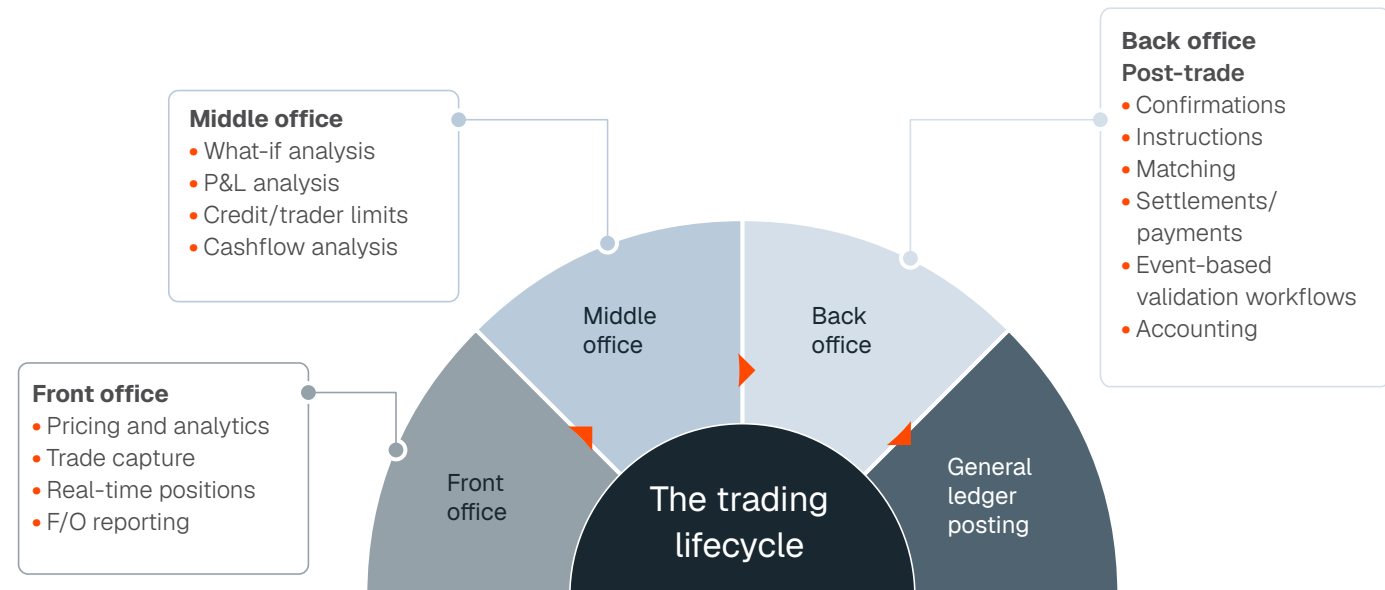 Middle office
• What-if analysis
• P&L analysis
• Credit/trader limits
• Cashflow analysis
Back office
Post-trade
• Confirmations
• Instructions
• Matching
• Settlements/
payments
• Event-based
validation workflows
• Accounting
Front office
• Pricing and analytics
• Trade capture
• Real-time positions
• F/O reporting
Front
office
Middle
office
Back
office
General
ledger
posting
The trading
lifecycle